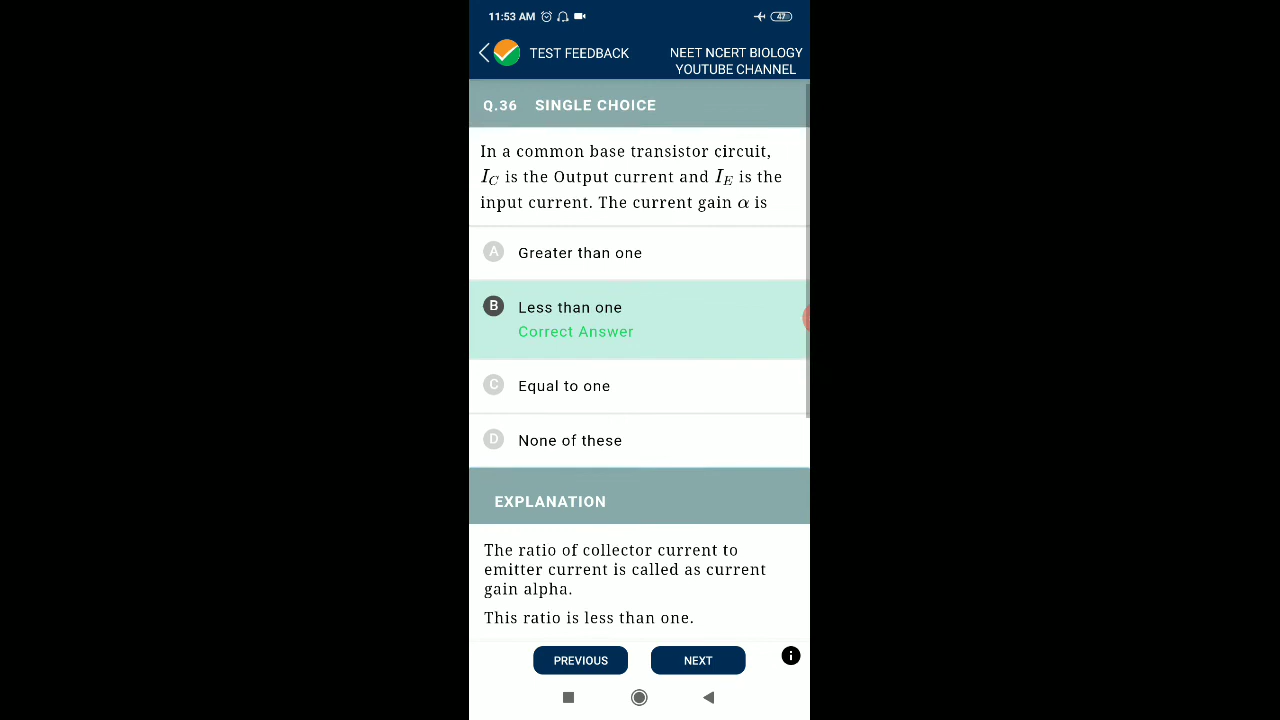 11:53 AM 47
TEST FEEDBACK
NEET NCERT BIOLOGY
YOUTUBE CHANNEL
Q.36 SINGLE CHOICE
In a common base transistor circuit,
I_C is the Output current and I_E is the
input current. The current gain α is
A Greater than one
B Less than one
Correct Answer
C Equal to one
D None of these
EXPLANATION
The ratio of collector current to
emitter current is called as current
gain alpha.
This ratio is less than one.
PREVIOUS NEXT